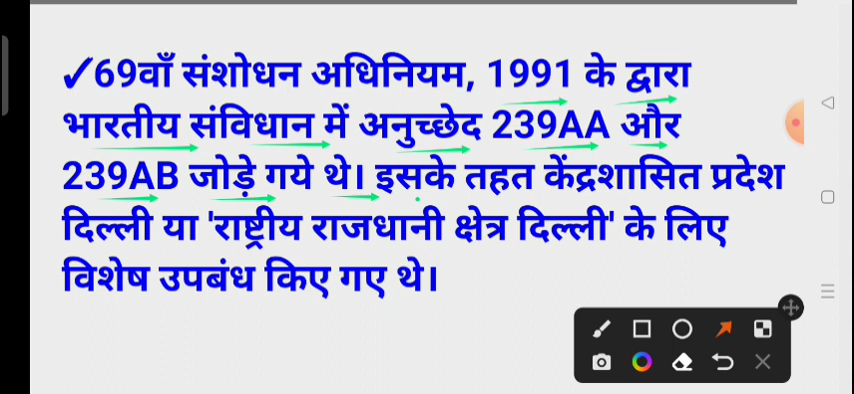 ✓69वाँ संशोधन अधिनियम, 1991 के द्वारा
भारतीय संविधान में अनुच्छेद 239AA और
239AB जोड़े गये थे। इसके तहत केंद्रशासित प्रदेश
दिल्ली या 'राष्ट्रीय राजधानी क्षेत्र दिल्ली' के लिए
विशेष उपबंध किए गए थे।